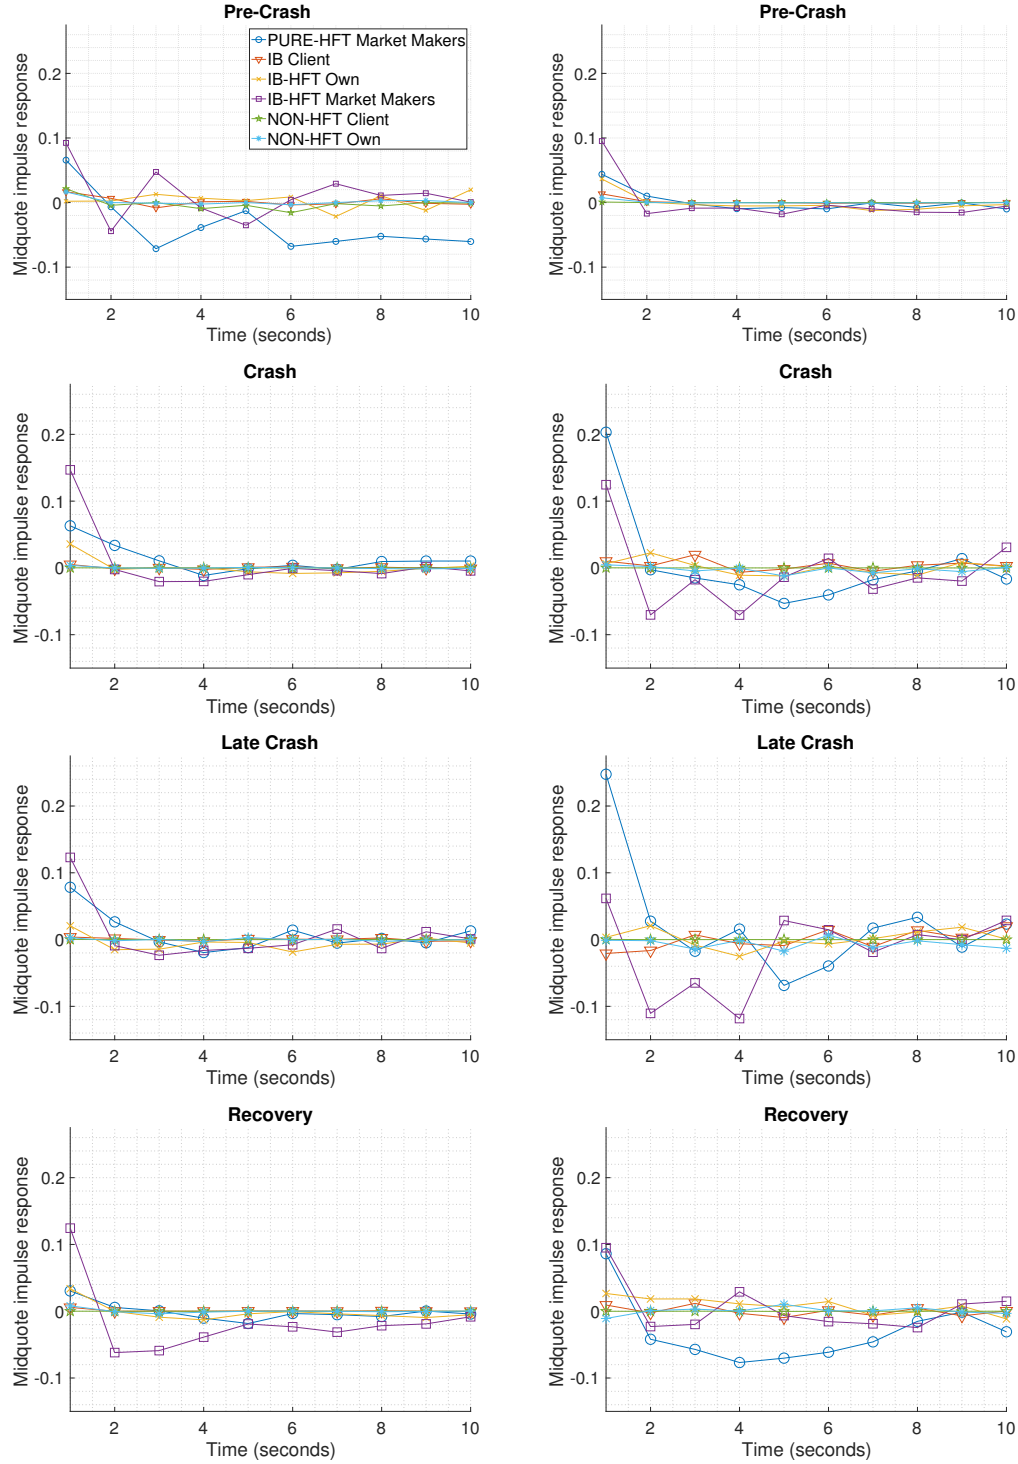 Pre-Crash
Midquote impulse response
0.2
0.1
0
-0.1
2
4
6
8
10
Time (seconds)
PURE-HFT Market Makers
IB Client
IB-HFT Own
IB-HFT Market Makers
NON-HFT Client
NON-HFT Own
Pre-Crash
Midquote impulse response
0.2
0.1
0
-0.1
2
4
6
8
10
Time (seconds)
Crash
Midquote impulse response
0.2
0.1
0
-0.1
2
4
6
8
10
Time (seconds)
Crash
Midquote impulse response
0.2
0.1
0
-0.1
2
4
6
8
10
Time (seconds)
Late Crash
Midquote impulse response
0.2
0.1
0
-0.1
2
4
6
8
10
Time (seconds)
Late Crash
Midquote impulse response
0.2
0.1
0
-0.1
2
4
6
8
10
Time (seconds)
Recovery
Midquote impulse response
0.2
0.1
0
-0.1
2
4
6
8
10
Time (seconds)
Recovery
Midquote impulse response
0.2
0.1
0
-0.1
2
4
6
8
10
Time (seconds)